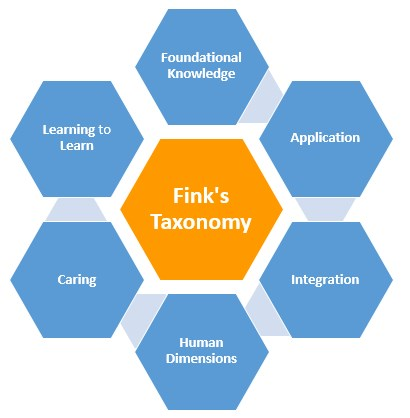 Foundational
Knowledge
Application
Integration
Human
Dimensions
Caring
Learning to
Learn
Fink's
Taxonomy